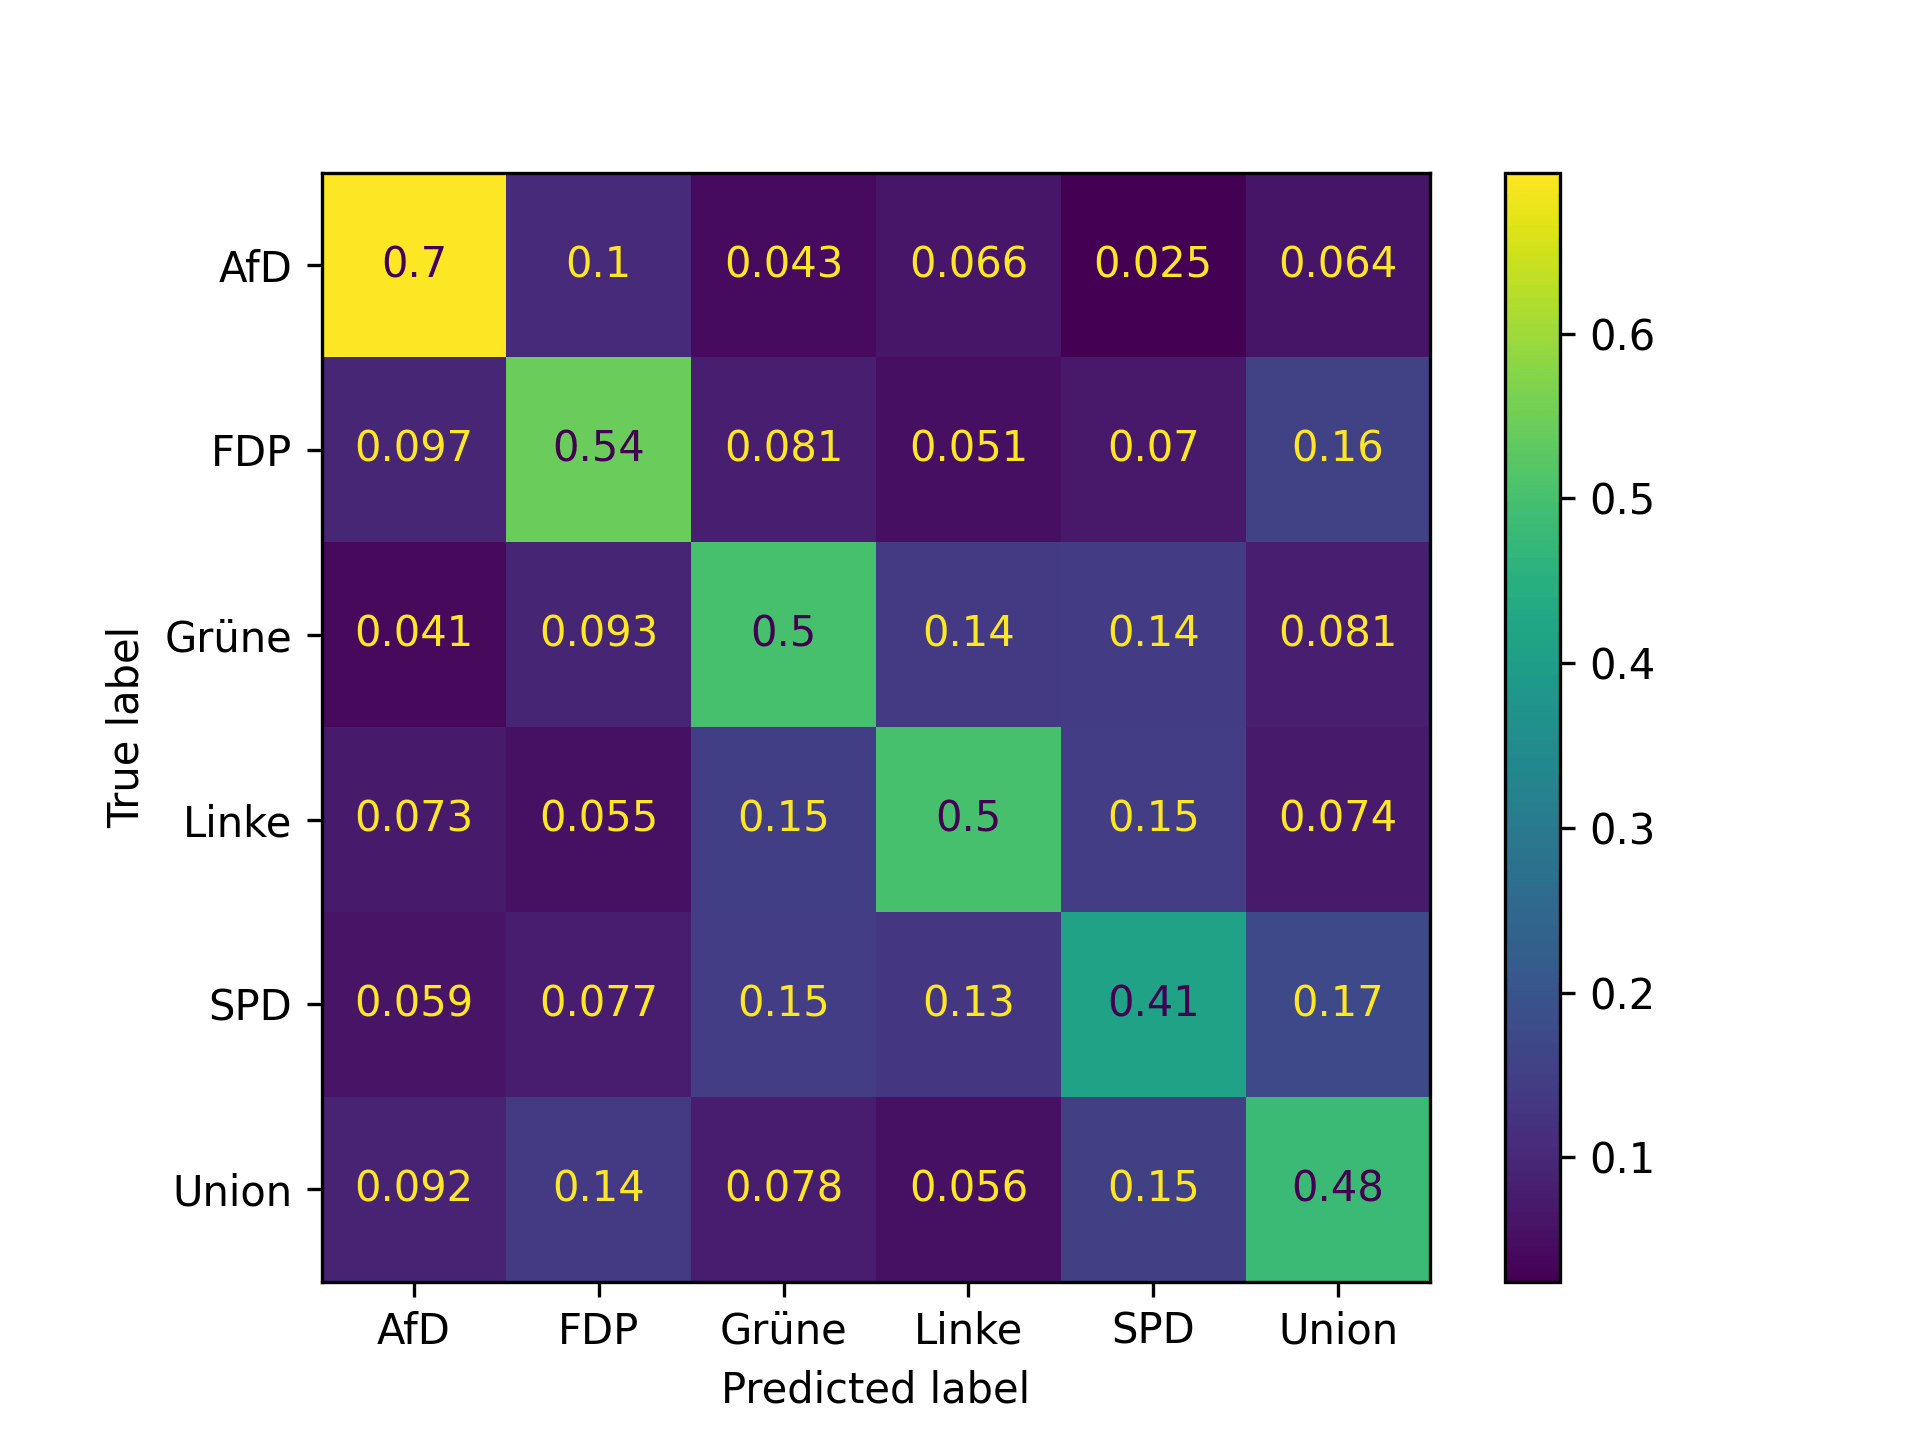 AfD 0.7 0.1 0.043 0.066 0.025 0.064
FDP 0.097 0.54 0.081 0.051 0.07 0.16
Grüne 0.041 0.093 0.5 0.14 0.14 0.081
Linke 0.073 0.055 0.15 0.5 0.15 0.074
SPD 0.059 0.077 0.15 0.13 0.41 0.17
Union 0.092 0.14 0.078 0.056 0.15 0.48
True label
AfD FDP Grüne Linke SPD Union
Predicted label
0.6
0.5
0.4
0.3
0.2
0.1